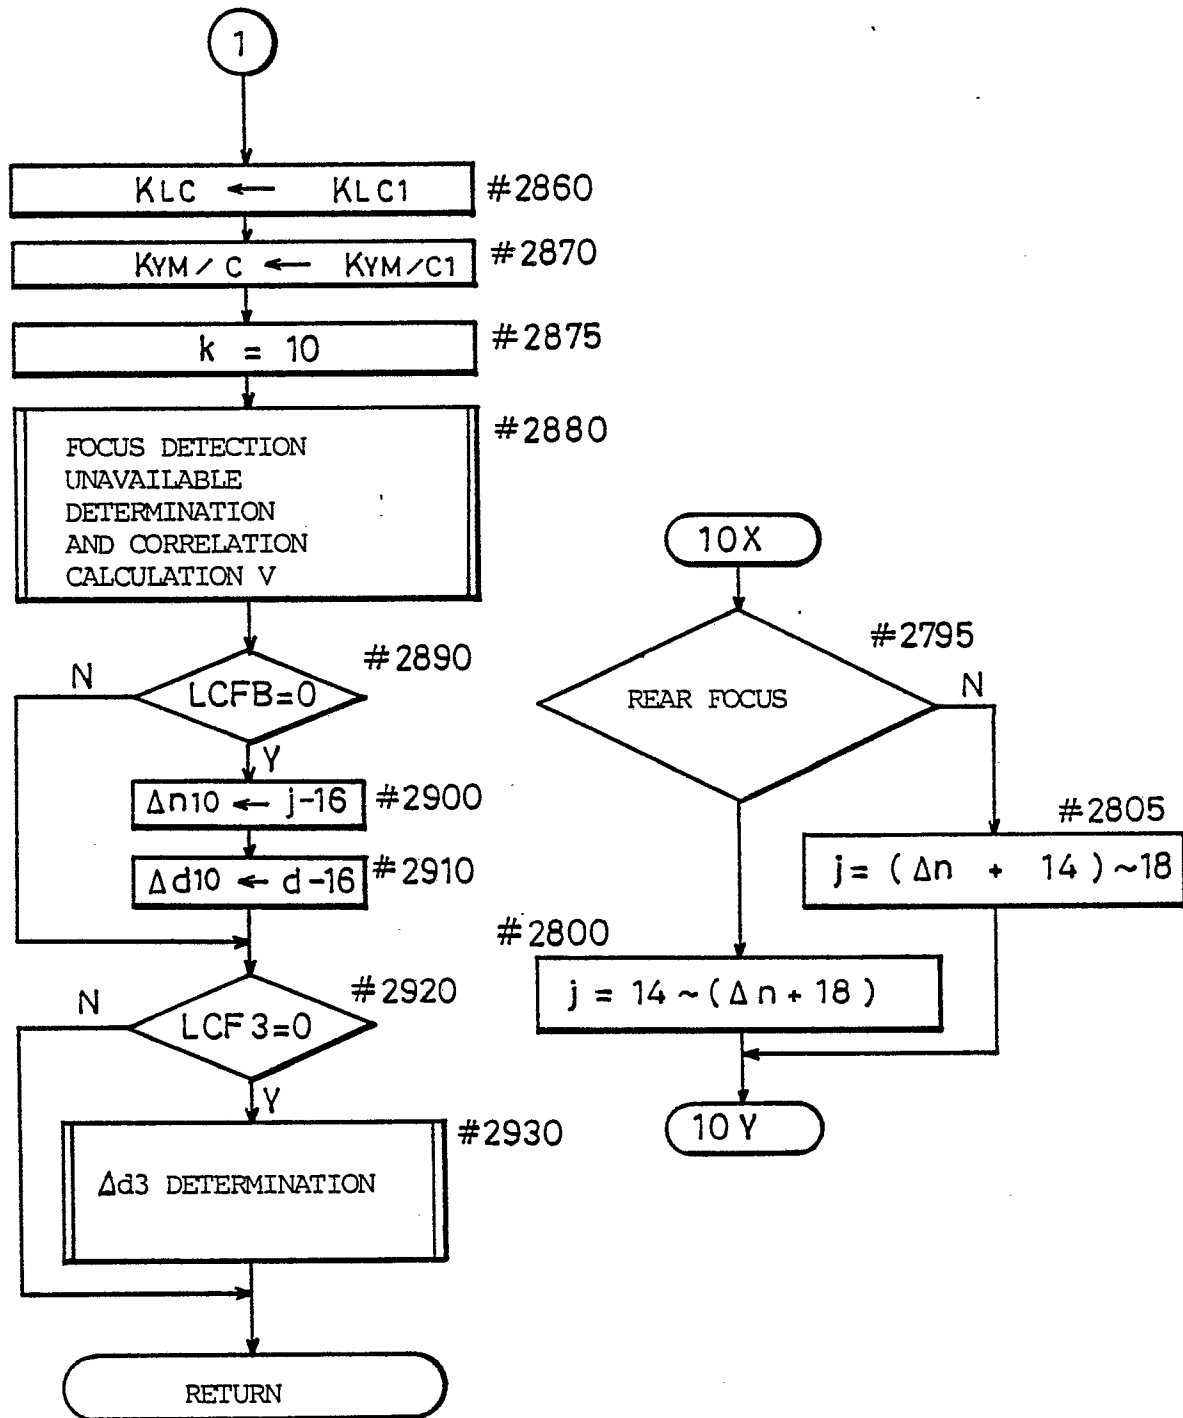 1
KLC ← KLC1 #2860
KYM/C ← KYM/C1 #2870
k = 10 #2875
FOCUS DETECTION
UNAVAILABLE
DETERMINATION
AND CORRELATION
CALCULATION V
#2880
#2890
N
LCFB=0
Y
Δn10 ← j-16 #2900
Δd10 ← d-16 #2910
#2920
N
LCF3=0
Y
Δd3 DETERMINATION
#2930
RETURN
10X
#2795
REAR FOCUS
N
#2805
j = (Δn + 14) ~18
#2800
j = 14 ~ (Δn + 18)
10Y